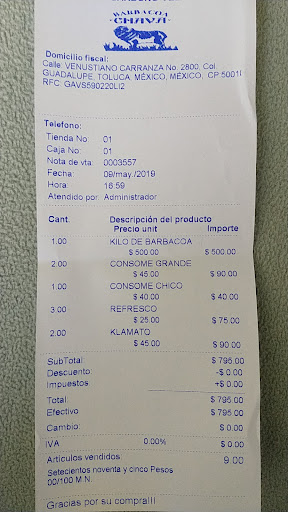 BARBACOA
CHAVA
Domicilio fiscal:
Calle VENUSTIANO CARRANZA No. 2800, Col.
GUADALUPE, TOLUCA, MÉXICO, MÉXICO, CP 5001
RFC: GAVS590220LI2
Telefono:
Tienda No: 01
Caja No: 01
Nota de vta: 0003557
Fecha: 09/may./2019
Hora: 16:59
Atendido por: Administrador
Cant. Descripción del producto
Precio unit Importe
1.00 KILO DE BARBACOA
$ 500.00 $ 500.00
2.00 CONSOME GRANDE
$ 45.00 $ 90.00
1.00 CONSOME CHICO
$ 40.00 $ 40.00
3.00 REFRESCO
$ 25.00 $ 75.00
2.00 KLAMATO
$ 45.00 $ 90.00
SubTotal $ 795.00
Descuento -$ 0.00
Impuestos +$ 0.00
Total: $ 795.00
Efectivo $ 795.00
Cambio: $ 0.00
IVA 0.00% $ 0.00
Articulos vendidos: 9.00
Setecientos noventa y cinco Pesos
00/100 M.N.
Gracias por su compra!!!